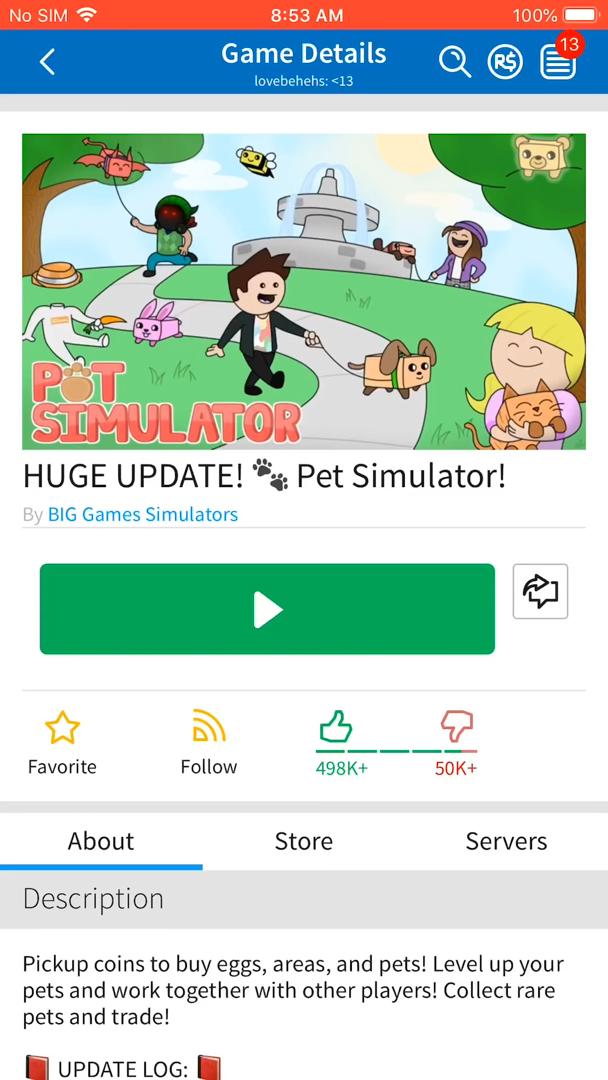 No SIM 8:53 AM 100%
Game Details
lovebehehs: <13
R$
13
PET
SIMULATOR
HUGE UPDATE! 🐾 Pet Simulator!
By BIG Games Simulators
Favorite Follow 498K+ 50K+
About Store Servers
Description
Pickup coins to buy eggs, areas, and pets! Level up your
pets and work together with other players! Collect rare
pets and trade!
📕 UPDATE LOG: 📕